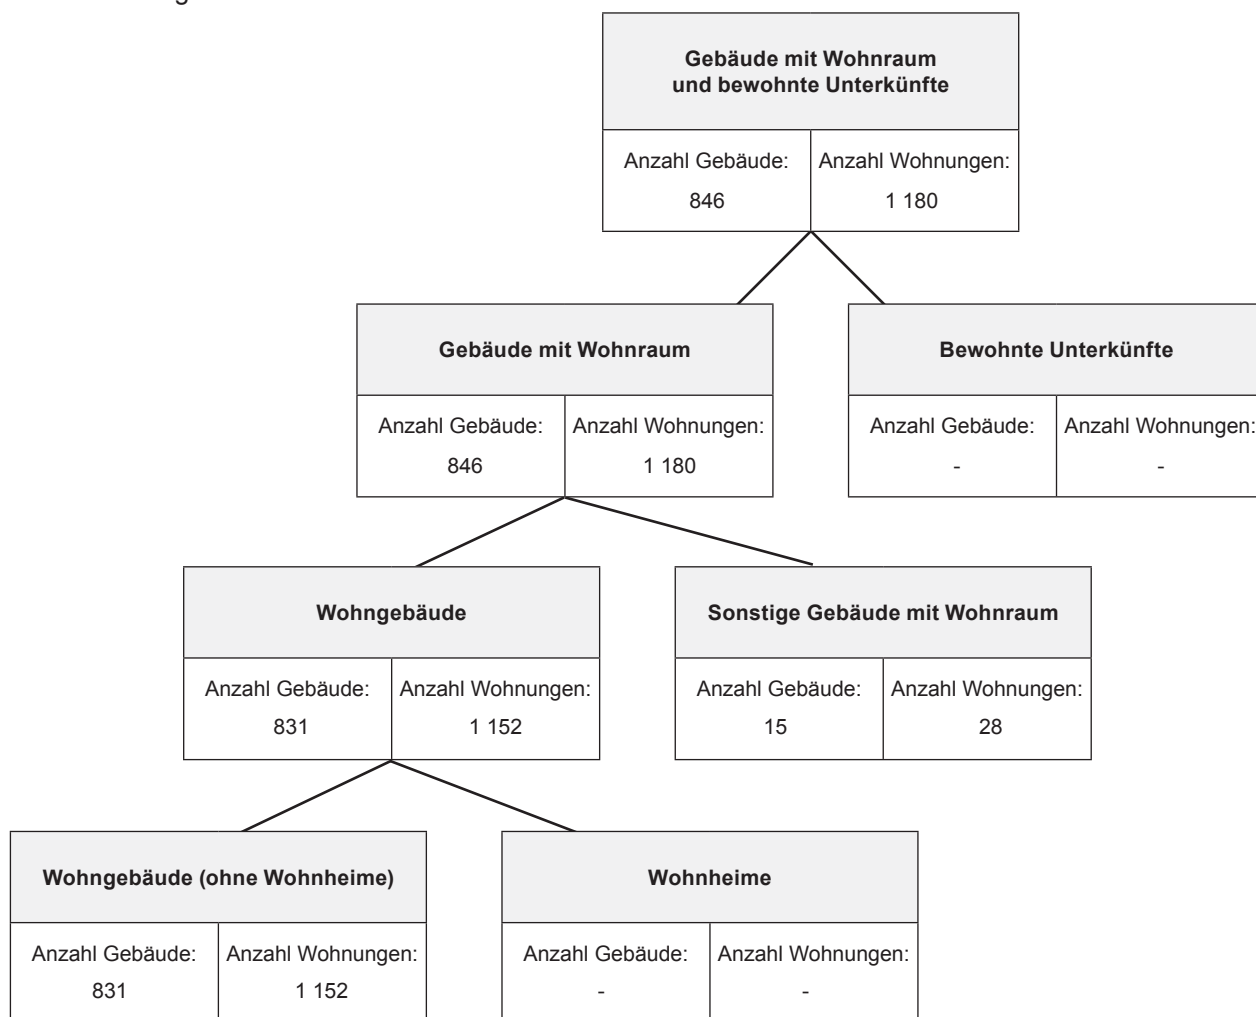 Gebäude mit Wohnraum
und bewohnte Unterkünfte
Anzahl Gebäude: Anzahl Wohnungen:
846 1 180
Gebäude mit Wohnraum
Anzahl Gebäude: Anzahl Wohnungen:
846 1 180
Bewohnte Unterkünfte
Anzahl Gebäude: Anzahl Wohnungen:
- -
Wohngebäude
Anzahl Gebäude: Anzahl Wohnungen:
831 1 152
Sonstige Gebäude mit Wohnraum
Anzahl Gebäude: Anzahl Wohnungen:
15 28
Wohngebäude (ohne Wohnheime)
Anzahl Gebäude: Anzahl Wohnungen:
831 1 152
Wohnheime
Anzahl Gebäude: Anzahl Wohnungen:
- -